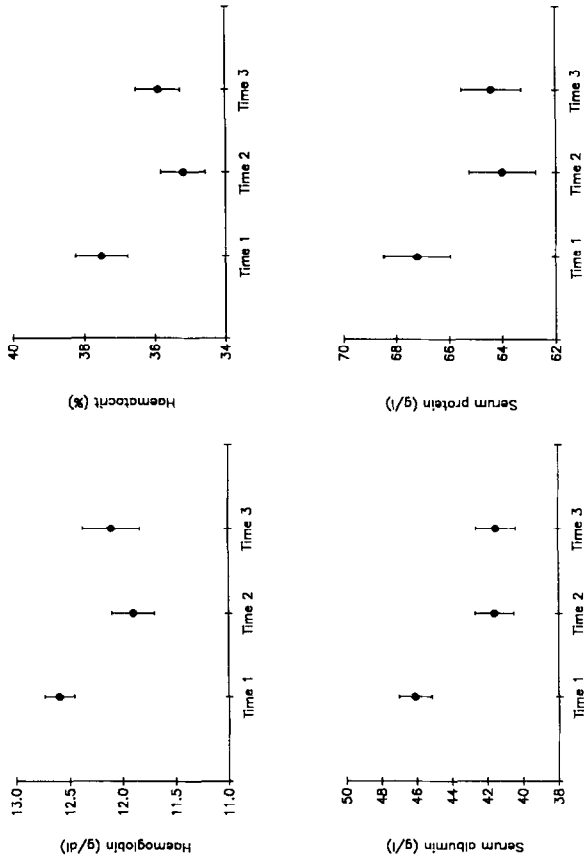 Haemoglobin (g/dl)
13.0
12.5
12.0
11.5
11.0
Time 1 Time 2 Time 3
Haematocrit (%)
40
38
36
34
Time 1 Time 2 Time 3
Serum albumin (g/l)
50
48
46
44
42
40
38
Time 1 Time 2 Time 3
Serum protein (g/l)
70
68
66
64
62
Time 1 Time 2 Time 3